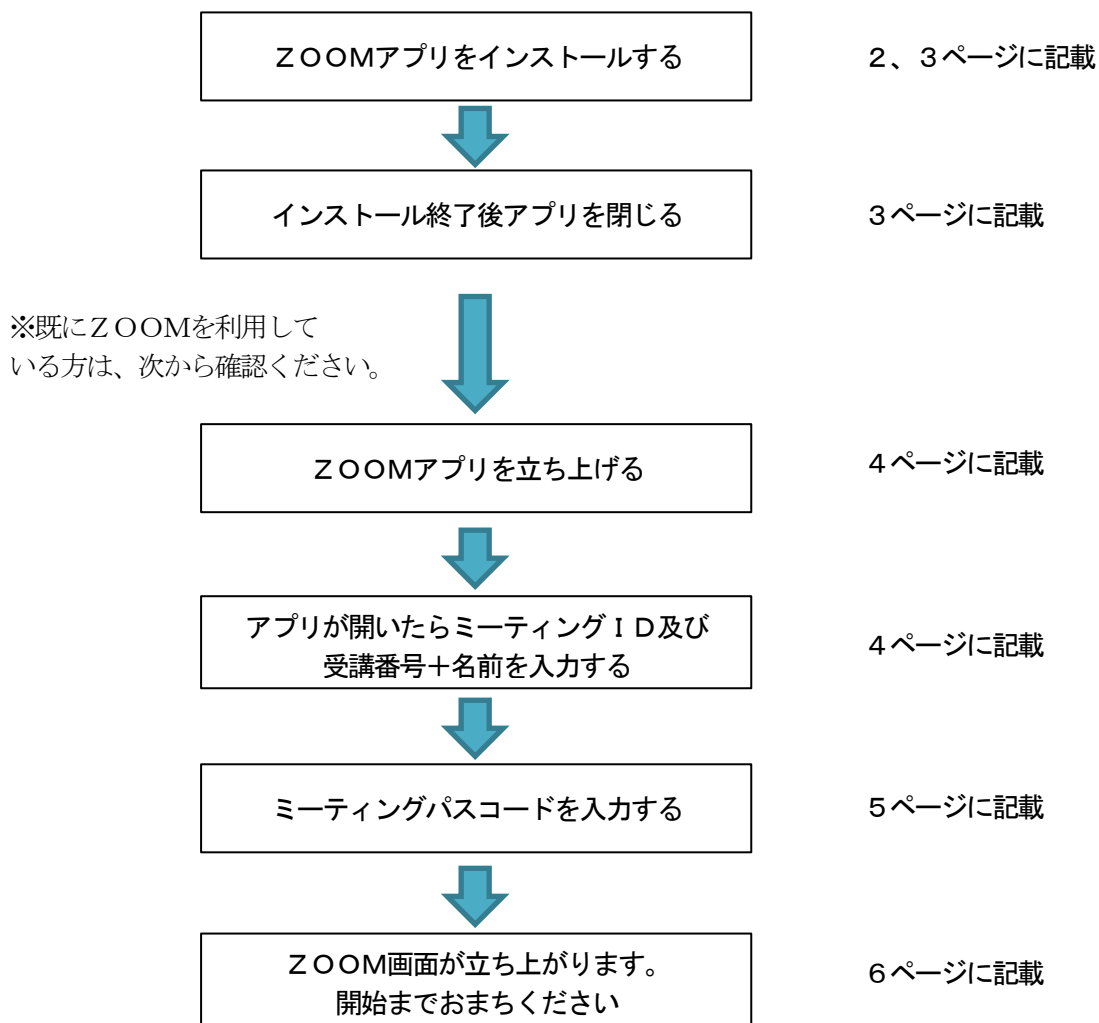 ZOOMアプリをインストールする
2、3ページに記載
インストール終了後アプリを閉じる
3ページに記載
※既にZOOMを利用して
いる方は、次から確認ください。
ZOOMアプリを立ち上げる
4ページに記載
アプリが開いたらミーティングID及び
受講番号+名前を入力する
4ページに記載
ミーティングパスコードを入力する
5ページに記載
ZOOM画面が立ち上がります。
開始までおまちください
6ページに記載